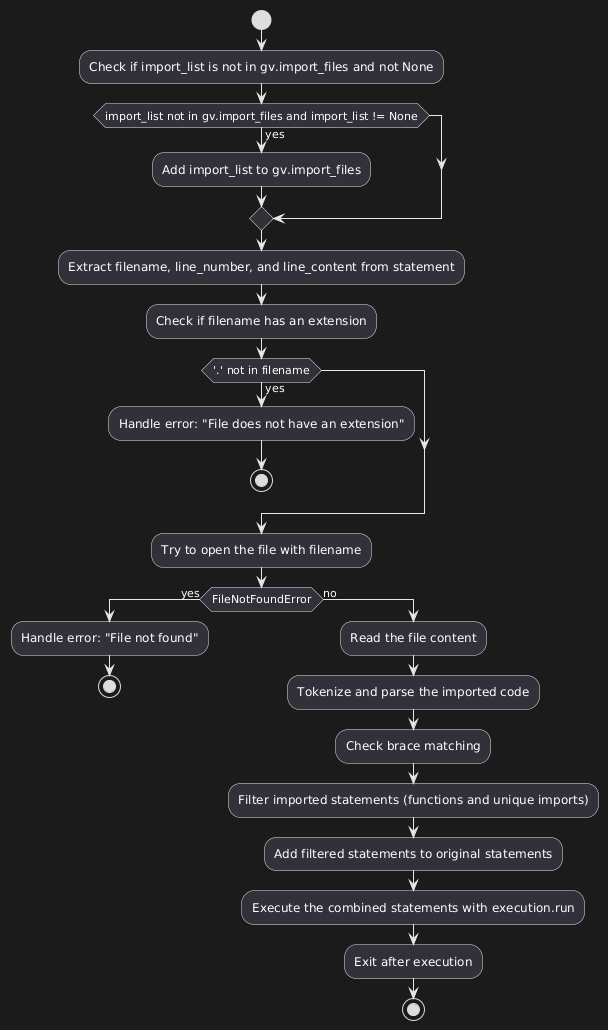 Check if import_list is not in gv.import_files and not None
import_list not in gv.import_files and import_list != None
yes
Add import_list to gv.import_files
Extract filename, line_number, and line_content from statement
Check if filename has an extension
'.' not in filename
yes
Handle error: "File does not have an extension"
Try to open the file with filename
yes
FileNotFoundError
no
Handle error: "File not found"
Read the file content
Tokenize and parse the imported code
Check brace matching
Filter imported statements (functions and unique imports)
Add filtered statements to original statements
Execute the combined statements with execution.run
Exit after execution